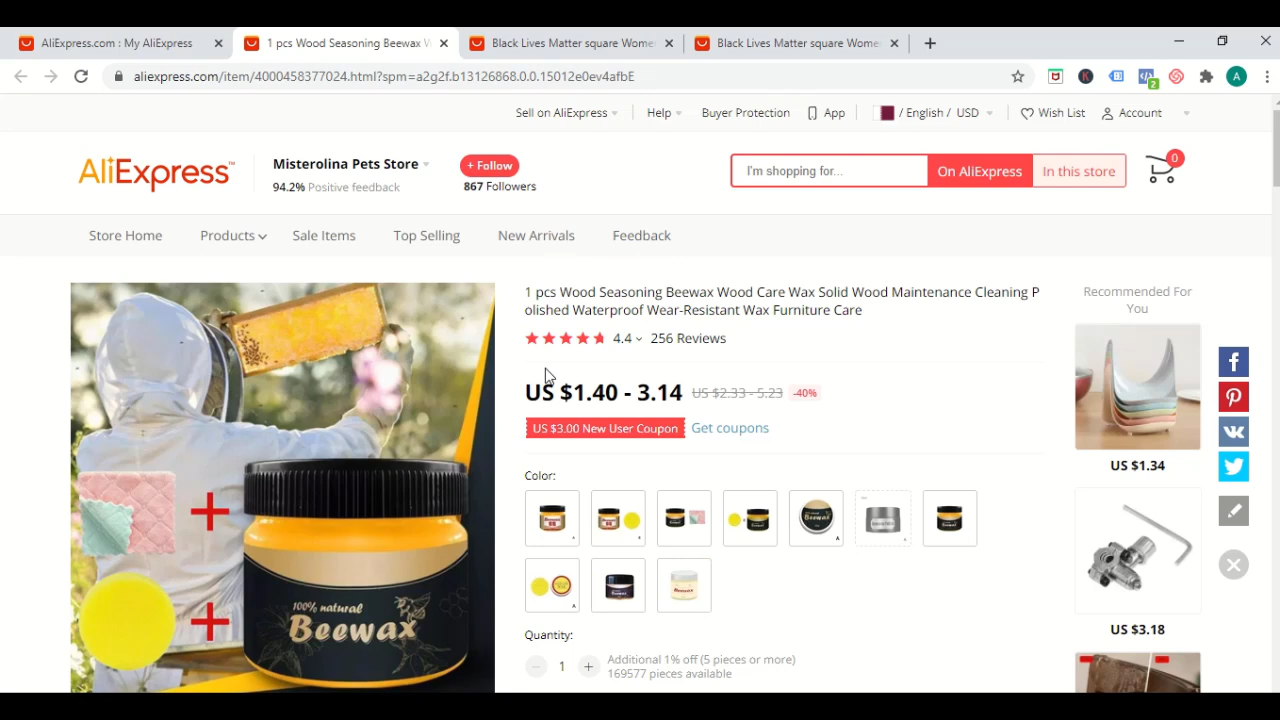 AliExpress.com : My AliExpress
1 pcs Wood Seasoning Beewax W
Black Lives Matter square Wome
Black Lives Matter square Wome
aliexpress.com/item/4000458377024.html?spm=a2g2f.b13126868.0.0.15012e0ev4afbE
K
2
A
Sell on AliExpress
Help
Buyer Protection
App
/ English / USD
Wish List
Account
AliExpress™
Misterolina Pets Store
94.2% Positive feedback
+ Follow
867 Followers
I'm shopping for...
On AliExpress
In this store
0
Store Home
Products
Sale Items
Top Selling
New Arrivals
Feedback
1 pcs Wood Seasoning Beewax Wood Care Wax Solid Wood Maintenance Cleaning P
olished Waterproof Wear-Resistant Wax Furniture Care
4.4
256 Reviews
US $1.40 - 3.14
US $2.33 - 5.23
-40%
US $3.00 New User Coupon
Get coupons
Color:
Quantity:
1
Additional 1% off (5 pieces or more)
169577 pieces available
100% natural
Beewax
Recommended For
You
US $1.34
US $3.18